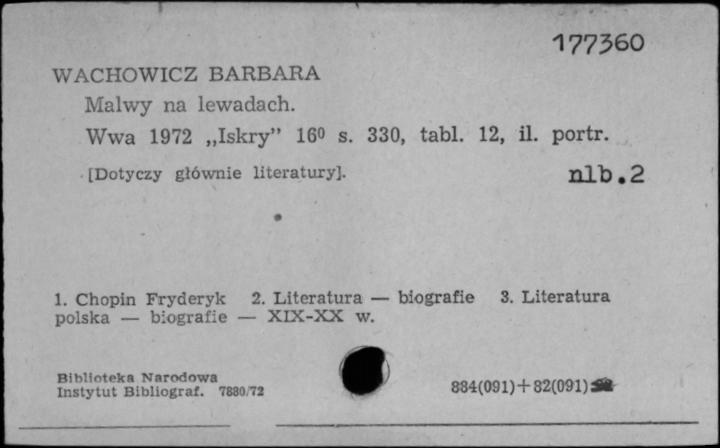 177360
WACHOWICZ BARBARA
Malwy na lewadach.
Wwa 1972 „Iskry” 16⁰ s. 330, tabl. 12, il. portr.
[Dotyczy głównie literatury].
nlb.2
1. Chopin Fryderyk 2. Literatura — biografie 3. Literatura
polska — biografie — XIX-XX w.
Biblioteka Narodowa
Instytut Bibliograf. 7880/72
884(091)+82(091)